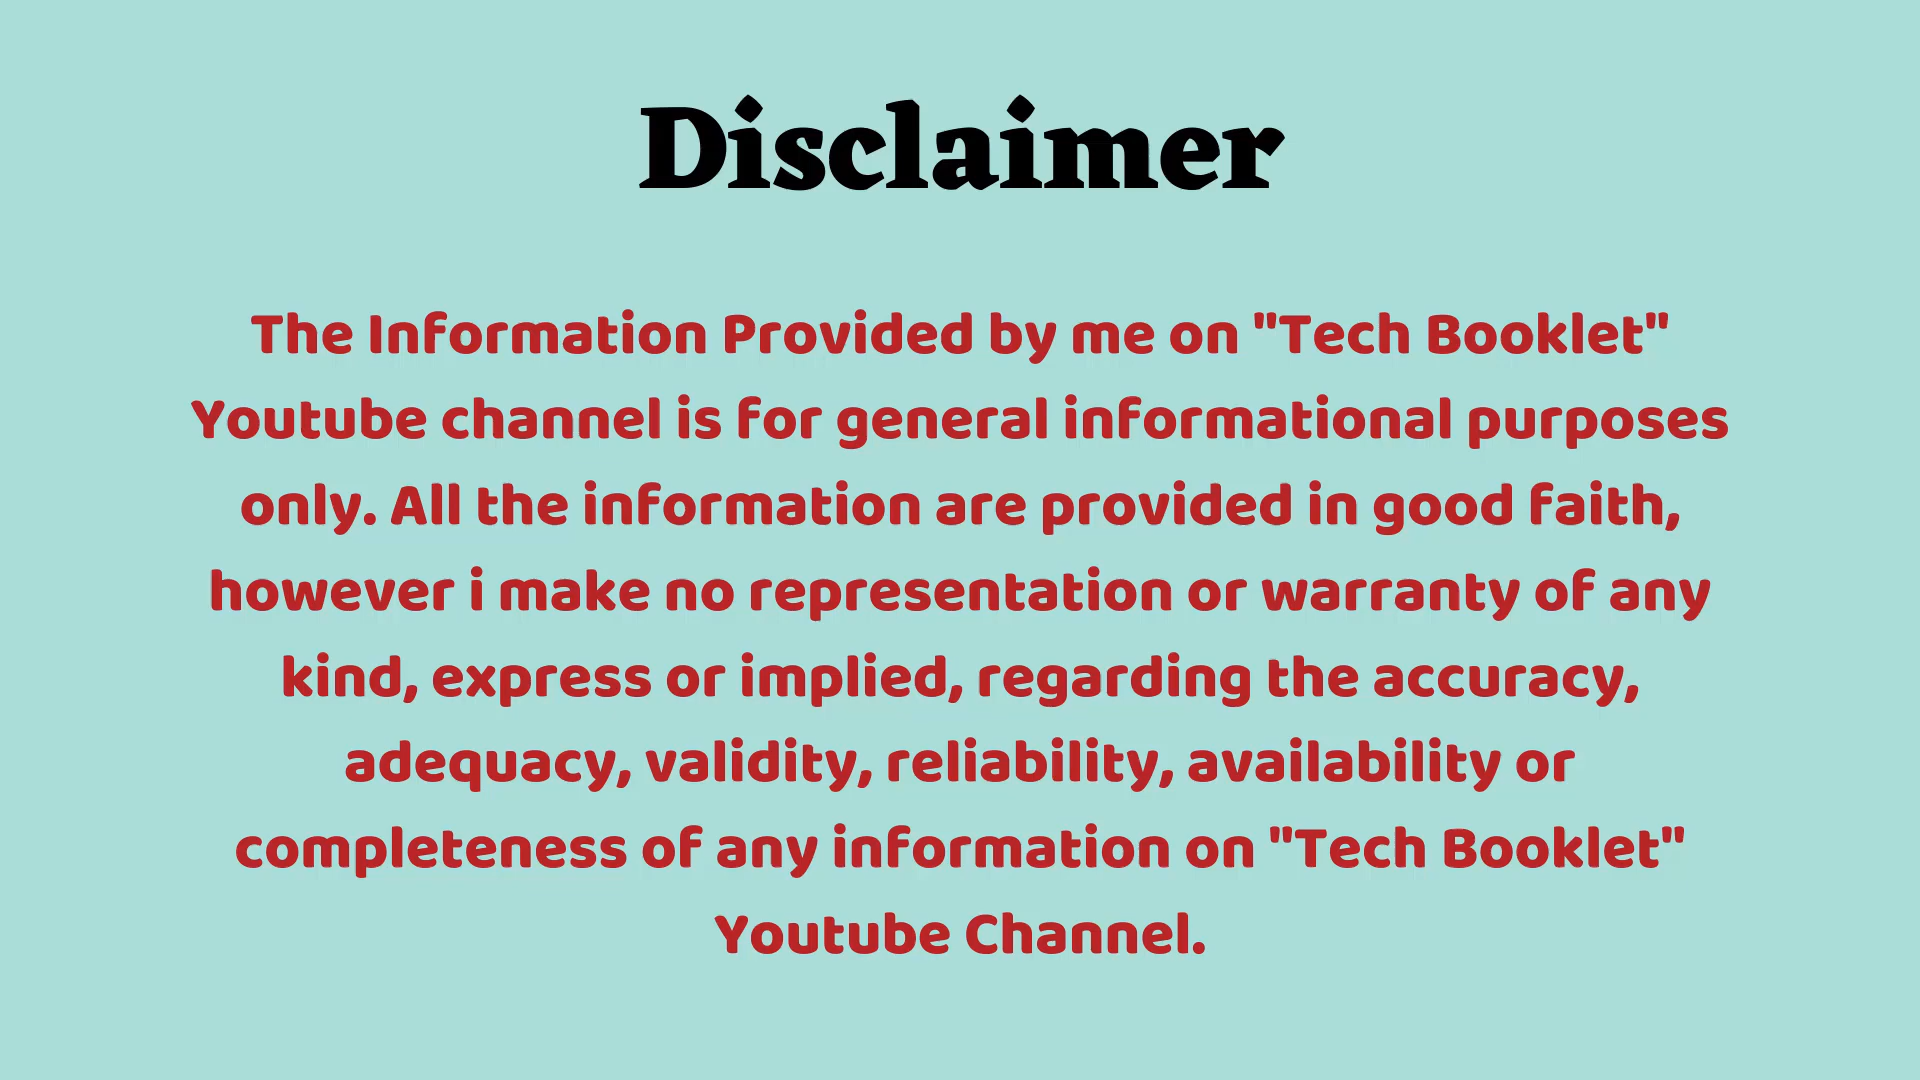 Disclaimer
The Information Provided by me on "Tech Booklet"
Youtube channel is for general informational purposes
only. All the information are provided in good faith,
however i make no representation or warranty of any
kind, express or implied, regarding the accuracy,
adequacy, validity, reliability, availability or
completeness of any information on "Tech Booklet"
Youtube Channel.